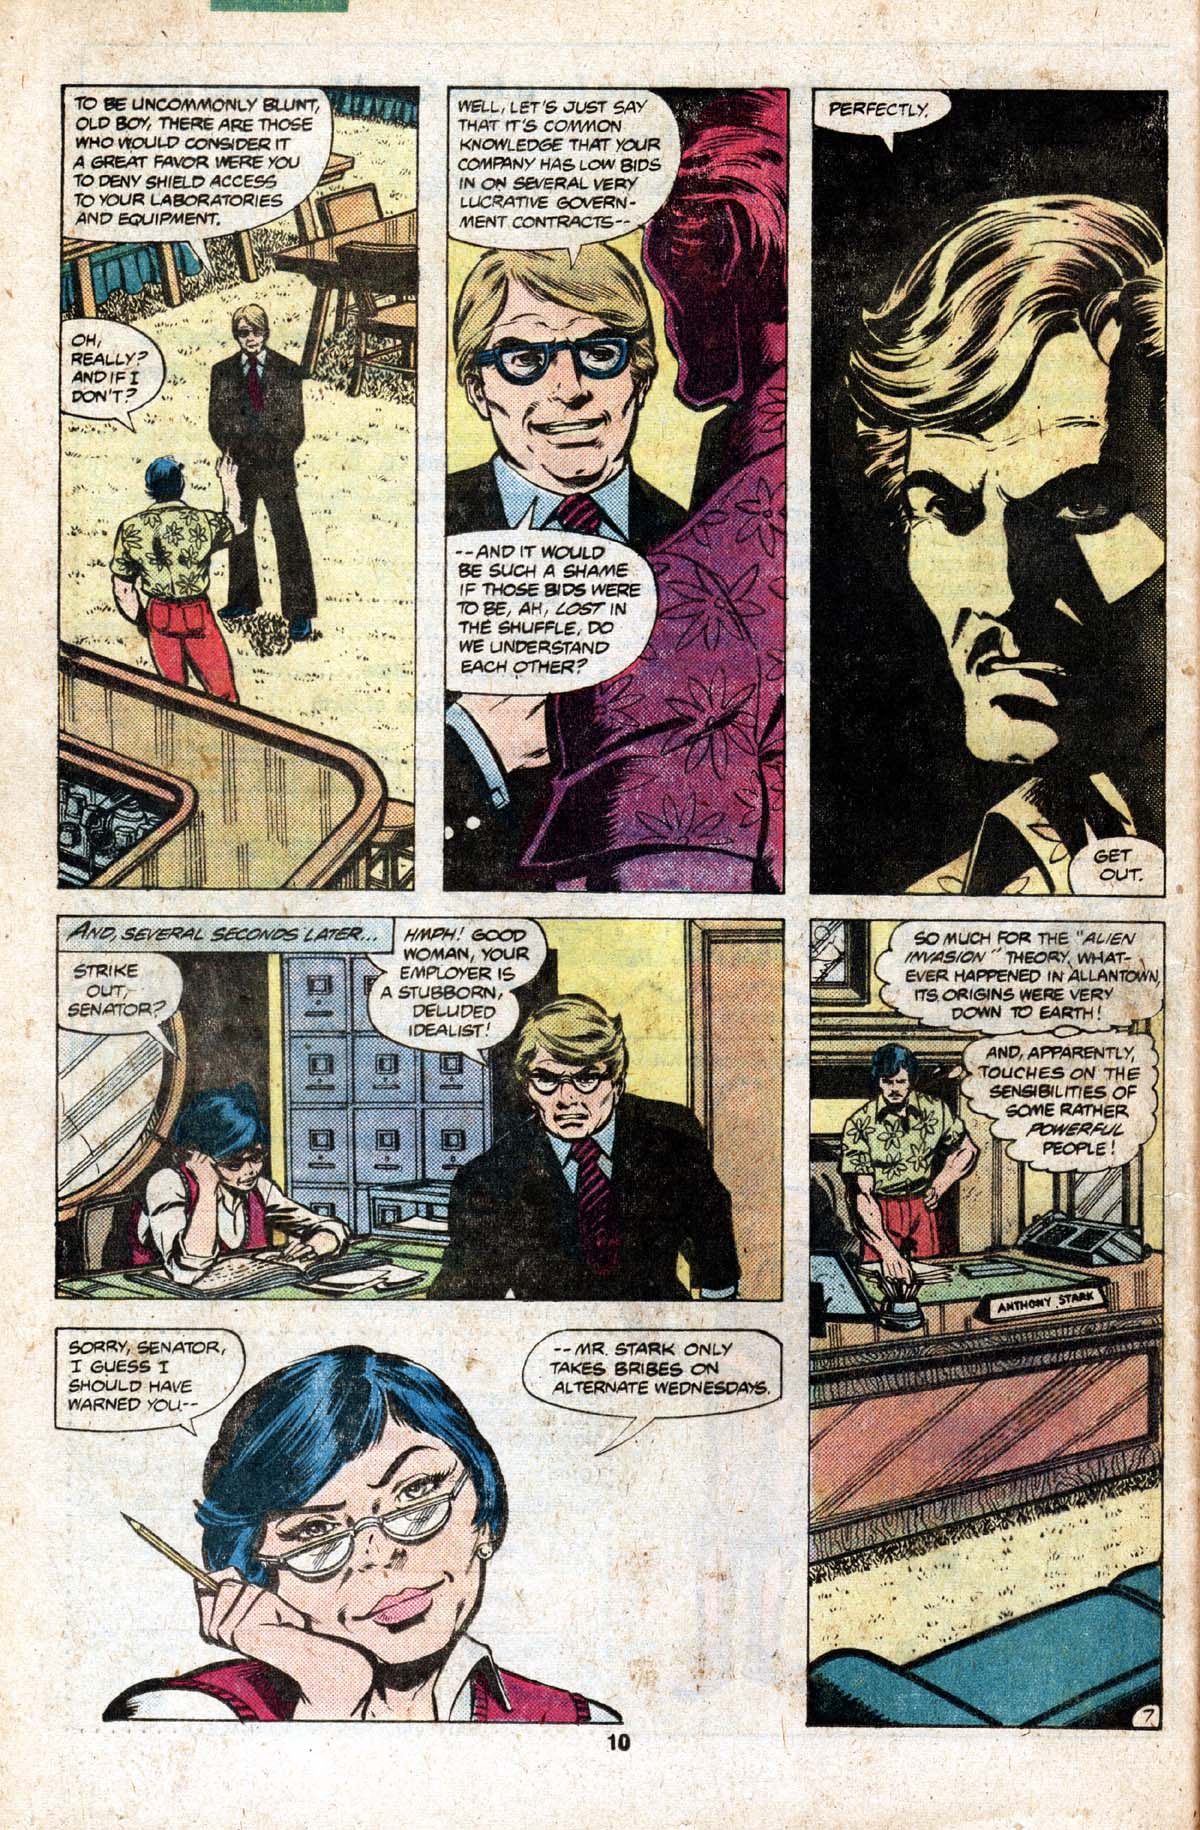 TO BE UNCOMMONLY BLUNT,
OLD BOY, THERE ARE THOSE
WHO WOULD CONSIDER IT
A GREAT FAVOR WERE YOU
TO DENY SHIELD ACCESS
TO YOUR LABORATORIES
AND EQUIPMENT.
OH,
REALLY?
AND IF I
DON'T?
WELL, LET'S JUST SAY
THAT IT'S COMMON
KNOWLEDGE THAT YOUR
COMPANY HAS LOW BIDS
IN ON SEVERAL VERY
LUCRATIVE GOVERN-
MENT CONTRACTS--
--AND IT WOULD
BE SUCH A SHAME
IF THOSE BIDS WERE
TO BE, AH, LOST IN
THE SHUFFLE, DO
WE UNDERSTAND
EACH OTHER?
PERFECTLY.
GET
OUT.
AND, SEVERAL SECONDS LATER...
STRIKE
OUT,
SENATOR?
HMPH! GOOD
WOMAN, YOUR
EMPLOYER IS
A STUBBORN,
DELUDED
IDEALIST!
SORRY, SENATOR,
I GUESS I
SHOULD HAVE
WARNED YOU--
--MR. STARK ONLY
TAKES BRIBES ON
ALTERNATE WEDNESDAYS.
SO MUCH FOR THE "ALIEN
INVASION" THEORY. WHAT-
EVER HAPPENED IN ALLANTOWN,
ITS ORIGINS WERE VERY
DOWN TO EARTH!
AND, APPARENTLY,
TOUCHES ON THE
SENSIBILITIES OF
SOME RATHER
POWERFUL
PEOPLE!
ANTHONY STARK
7
10